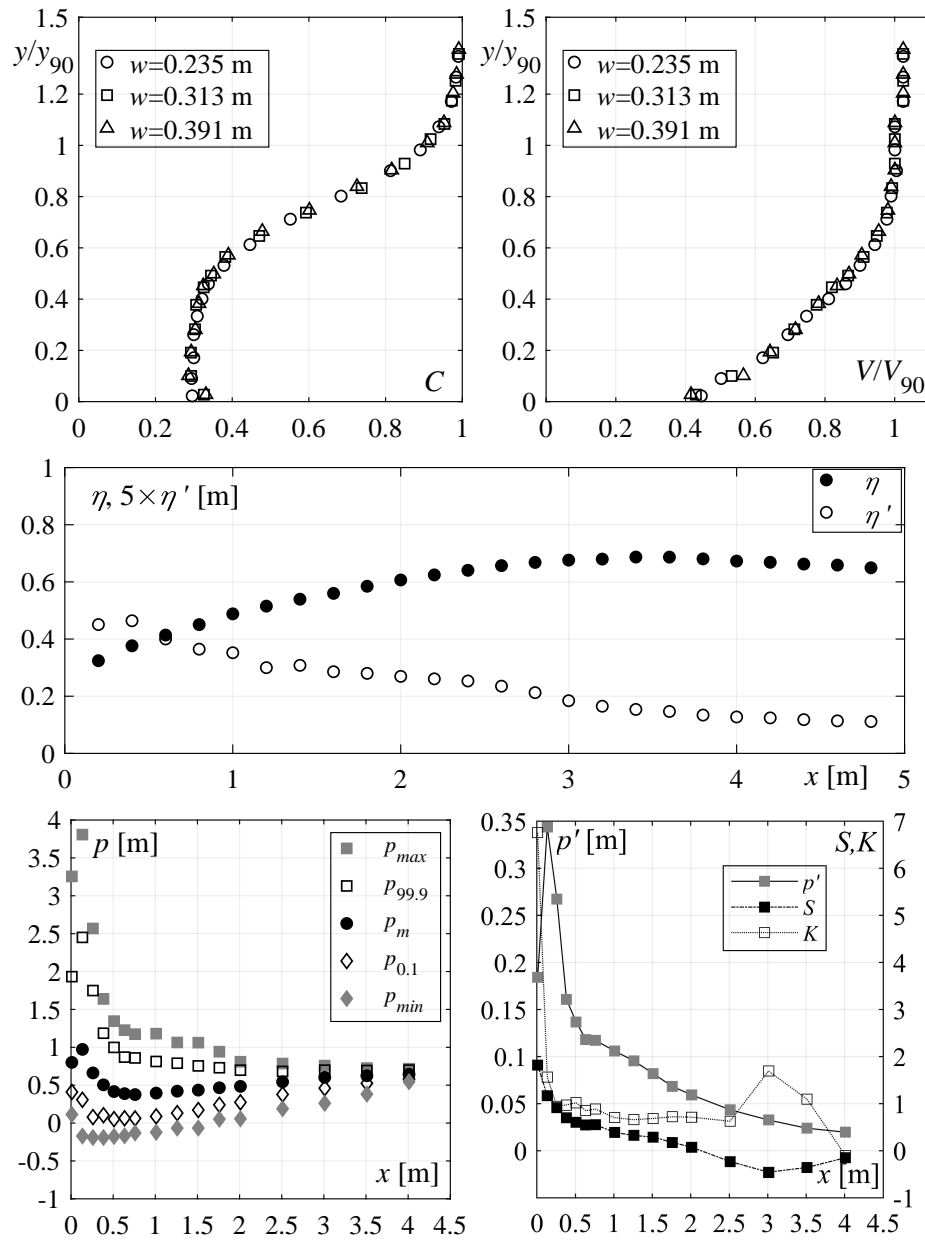 1.5
y/y90
1.2
1
0.8
0.6
0.4
0.2
0
w=0.235 m
w=0.313 m
w=0.391 m
C
0 0.2 0.4 0.6 0.8 1
1.5
y/y90
1.2
1
0.8
0.6
0.4
0.2
0
w=0.235 m
w=0.313 m
w=0.391 m
V/V90
0 0.2 0.4 0.6 0.8 1
1
0.8
0.6
0.4
0.2
0
η, 5×η ' [m]
η
η '
0 1 2 3 4 x [m] 5
4
3.5
3
2.5
2
1.5
1
0.5
0
-0.5
-1
p [m]
pmax
p99.9
pm
p0.1
pmin
x [m]
0 0.5 1 1.5 2 2.5 3 3.5 4 4.5
0.35
0.3
0.25
0.2
0.15
0.1
0.05
0
p' [m]
S,K
p'
S
K
7
6
5
4
3
2
1
0
-1
x [m]
0 0.5 1 1.5 2 2.5 3 3.5 4 4.5